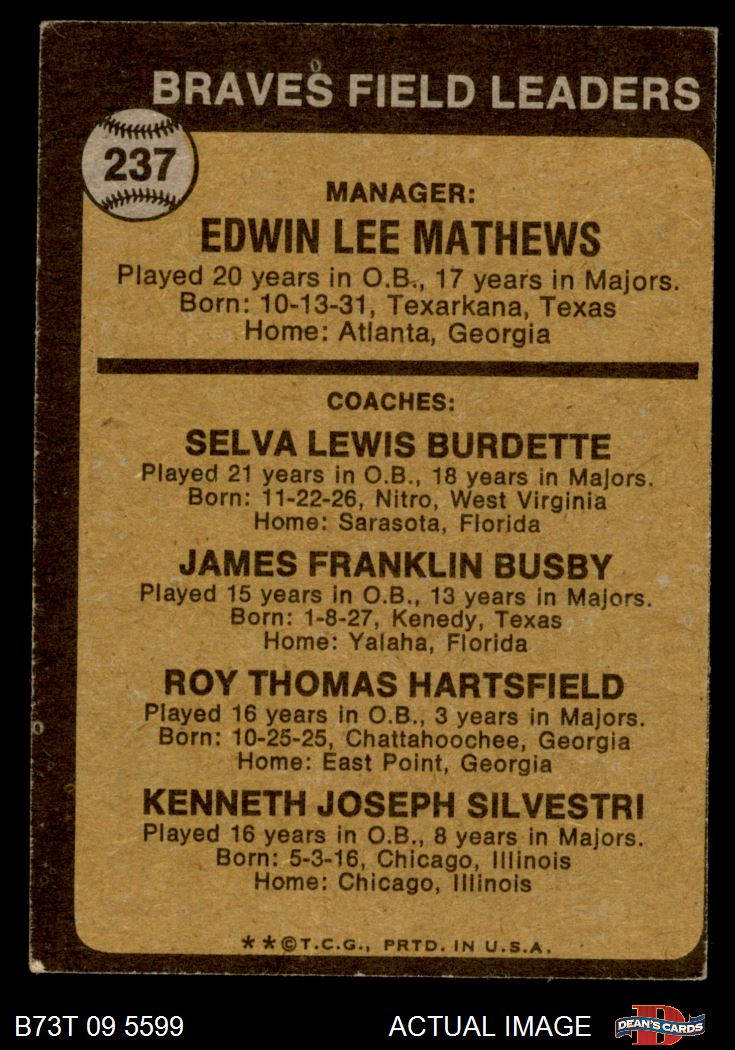 BRAVES FIELD LEADERS
237
MANAGER:
EDWIN LEE MATHEWS
Played 20 years in O.B., 17 years in Majors.
Born: 10-13-31, Texarkana, Texas
Home: Atlanta, Georgia
COACHES:
SELVA LEWIS BURDETTE
Played 21 years in O.B., 18 years in Majors.
Born: 11-22-26, Nitro, West Virginia
Home: Sarasota, Florida
JAMES FRANKLIN BUSBY
Played 15 years in O.B., 13 years in Majors.
Born: 1-8-27, Kenedy, Texas
Home: Yalaha, Florida
ROY THOMAS HARTSFIELD
Played 16 years in O.B., 3 years in Majors.
Born: 10-25-25, Chattahoochee, Georgia
Home: East Point, Georgia
KENNETH JOSEPH SILVESTRI
Played 16 years in O.B., 8 years in Majors.
Born: 5-3-16, Chicago, Illinois
Home: Chicago, Illinois
**©T.C.G., PRTD. IN U.S.A.
B73T 09 5599 ACTUAL IMAGE D DEAN'S CARDS